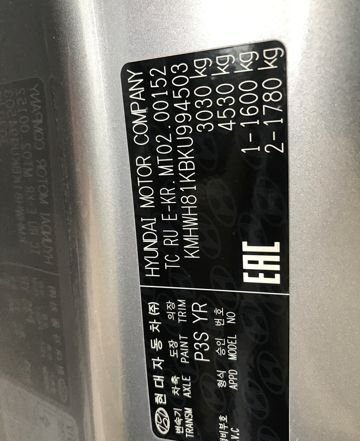 HYUNDAI MOTOR COMPANY
TC RU E-KR.MT02.00152
KMHWH81KBKU994503
3030 kg
4530 kg
1-1600 kg
2-1780 kg
EAC
현대자동차(주)
변속기 차축 도장 의장
TRANSM AXLE PAINT TRIM
P3S YR
형식 승인 번호
APPD MODEL NO